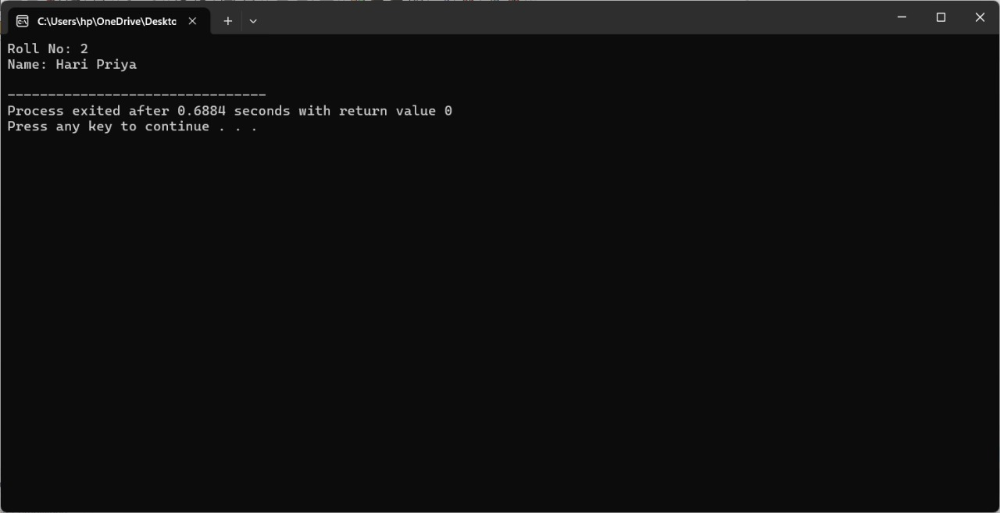 C:\Users\hp\OneDrive\Deskto
Roll No: 2
Name: Hari Priya
--------------------------------
Process exited after 0.6884 seconds with return value 0
Press any key to continue . . .